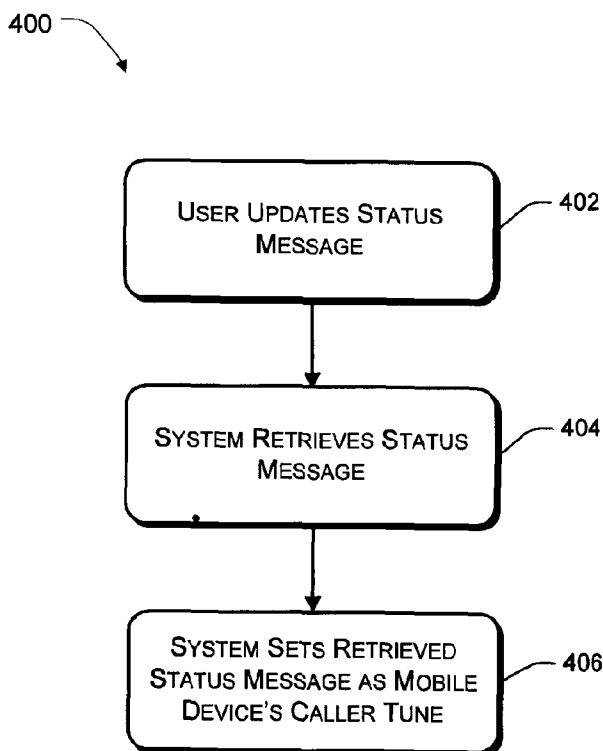 400
USER UPDATES STATUS
MESSAGE
402
SYSTEM RETRIEVES STATUS
MESSAGE
404
SYSTEM SETS RETRIEVED
STATUS MESSAGE AS MOBILE
DEVICE'S CALLER TUNE
406